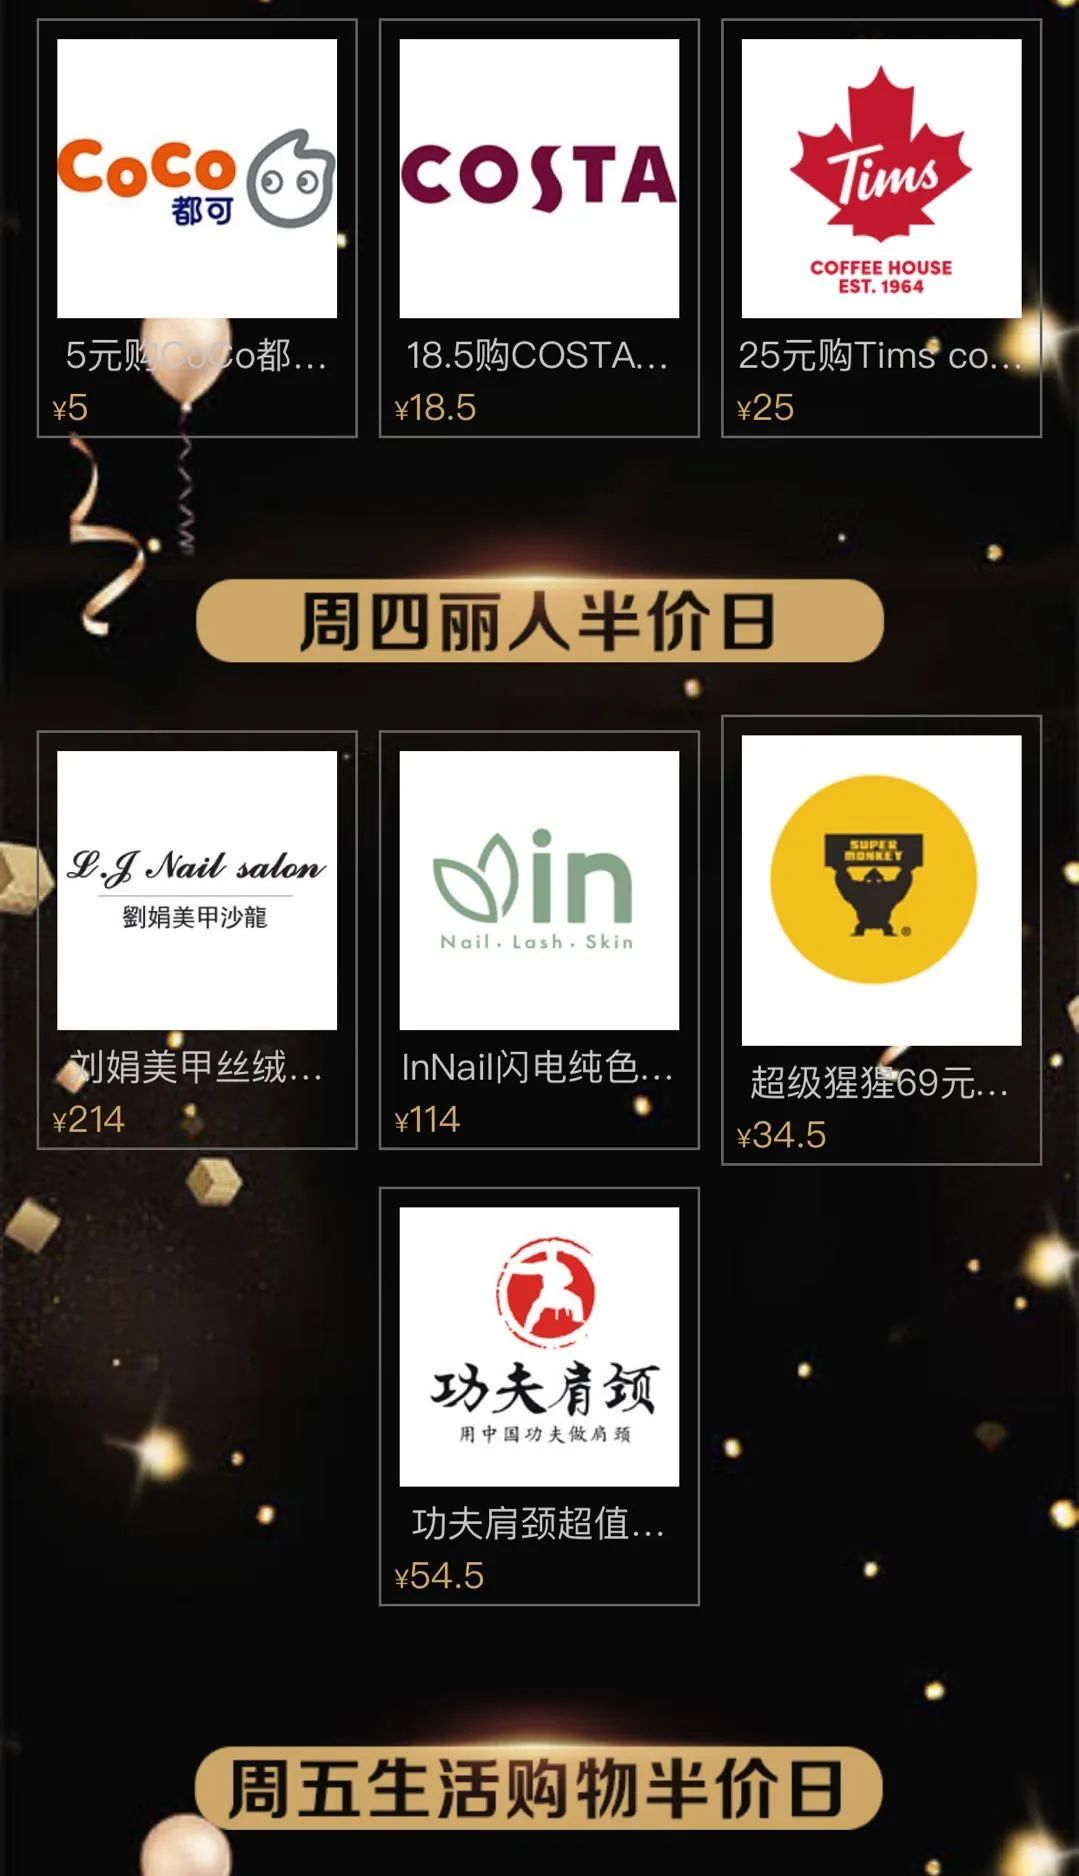 CoCo
都可
COSTA
Tims
COFFEE HOUSE
EST. 1964
5元购CoCo都...
18.5购COSTA...
25元购Tims co...
¥5
¥18.5
¥25
周四丽人半价日
L.J Nail salon
劉娟美甲沙龍
in
Nail · Lash · Skin
SUPER
MONKEY
®
刘娟美甲丝绒...
InNail闪电纯色...
超级猩猩69元...
¥214
¥114
¥34.5
功夫肩颈
用中国功夫做肩颈
功夫肩颈超值...
¥54.5
周五生活购物半价日